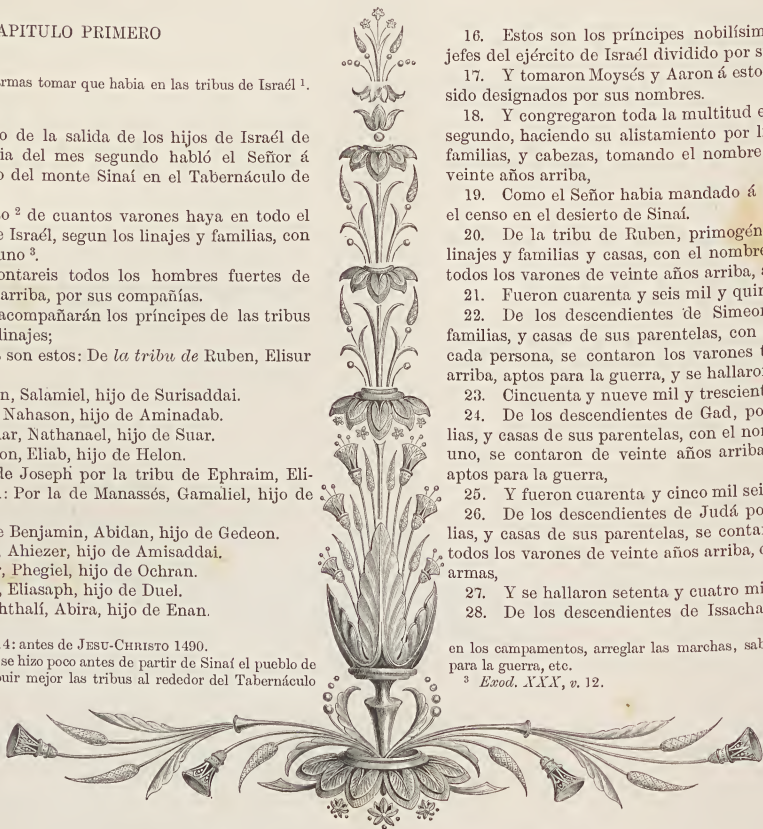 APITULO PRIMERO
rmas tomar que habia en las tribus de Israél ¹.
o de la salida de los hijos de Israél de
ia del mes segundo habló el Señor á
o del monte Sinaí en el Tabernáculo de
o ² de cuantos varones haya en todo el
e Israél, segun los linajes y familias, con
uno ³.
ontareis todos los hombres fuertes de
arriba, por sus compañías.
acompañarán los príncipes de las tribus
linajes;
s son estos: De la tribu de Ruben, Elisur
n, Salamiel, hijo de Surisaddai.
Nahason, hijo de Aminadab.
ar, Nathanael, hijo de Suar.
on, Eliab, hijo de Helon.
de Joseph por la tribu de Ephraim, Eli-
.: Por la de Manassés, Gamaliel, hijo de
e Benjamin, Abidan, hijo de Gedeon.
, Ahiezer, hijo de Amisaddai.
r, Phegiel, hijo de Ochran.
, Eliasaph, hijo de Duel.
hthalí, Abira, hijo de Enan.
14: antes de JESU-CHRISTO 1490.
se hizo poco antes de partir de Sinaí el pueblo de
buir mejor las tribus al rededor del Tabernáculo
16. Estos son los príncipes nobilísim
jefes del ejército de Israél dividido por s
17. Y tomaron Moysés y Aaron á esto
sido designados por sus nombres.
18. Y congregaron toda la multitud e
segundo, haciendo su alistamiento por li
familias, y cabezas, tomando el nombre
veinte años arriba,
19. Como el Señor habia mandado á
el censo en el desierto de Sinaí.
20. De la tribu de Ruben, primogén
linajes y familias y casas, con el nombre
todos los varones de veinte años arriba, a
21. Fueron cuarenta y seis mil y quin
22. De los descendientes de Simeon
familias, y casas de sus parentelas, con
cada persona, se contaron los varones t
arriba, aptos para la guerra, y se hallaron
23. Cincuenta y nueve mil y trescient
24. De los descendientes de Gad, po
lias, y casas de sus parentelas, con el nom
uno, se contaron de veinte años arriba
aptos para la guerra,
25. Y fueron cuarenta y cinco mil seis
26. De los descendientes de Judá po
lias, y casas de sus parentelas, se conta
todos los varones de veinte años arriba, c
armas,
27. Y se hallaron setenta y cuatro mi
28. De los descendientes de Issacha
en los campamentos, arreglar las marchas, sab
para la guerra, etc.
³ Exod. XXX, v. 12.